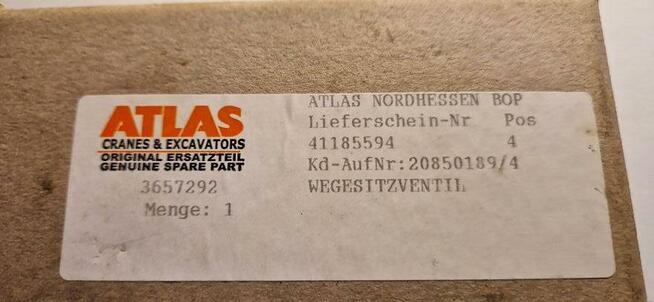 ATLAS
CRANES & EXCAVATORS
ORIGINAL ERSATZTEIL
GENUINE SPARE PART
3657292
Menge: 1
ATLAS NORDHESSEN BOP
Lieferschein-Nr Pos
41185594 4
Kd-AufNr:20850189/4
WEGESITZVENTIL